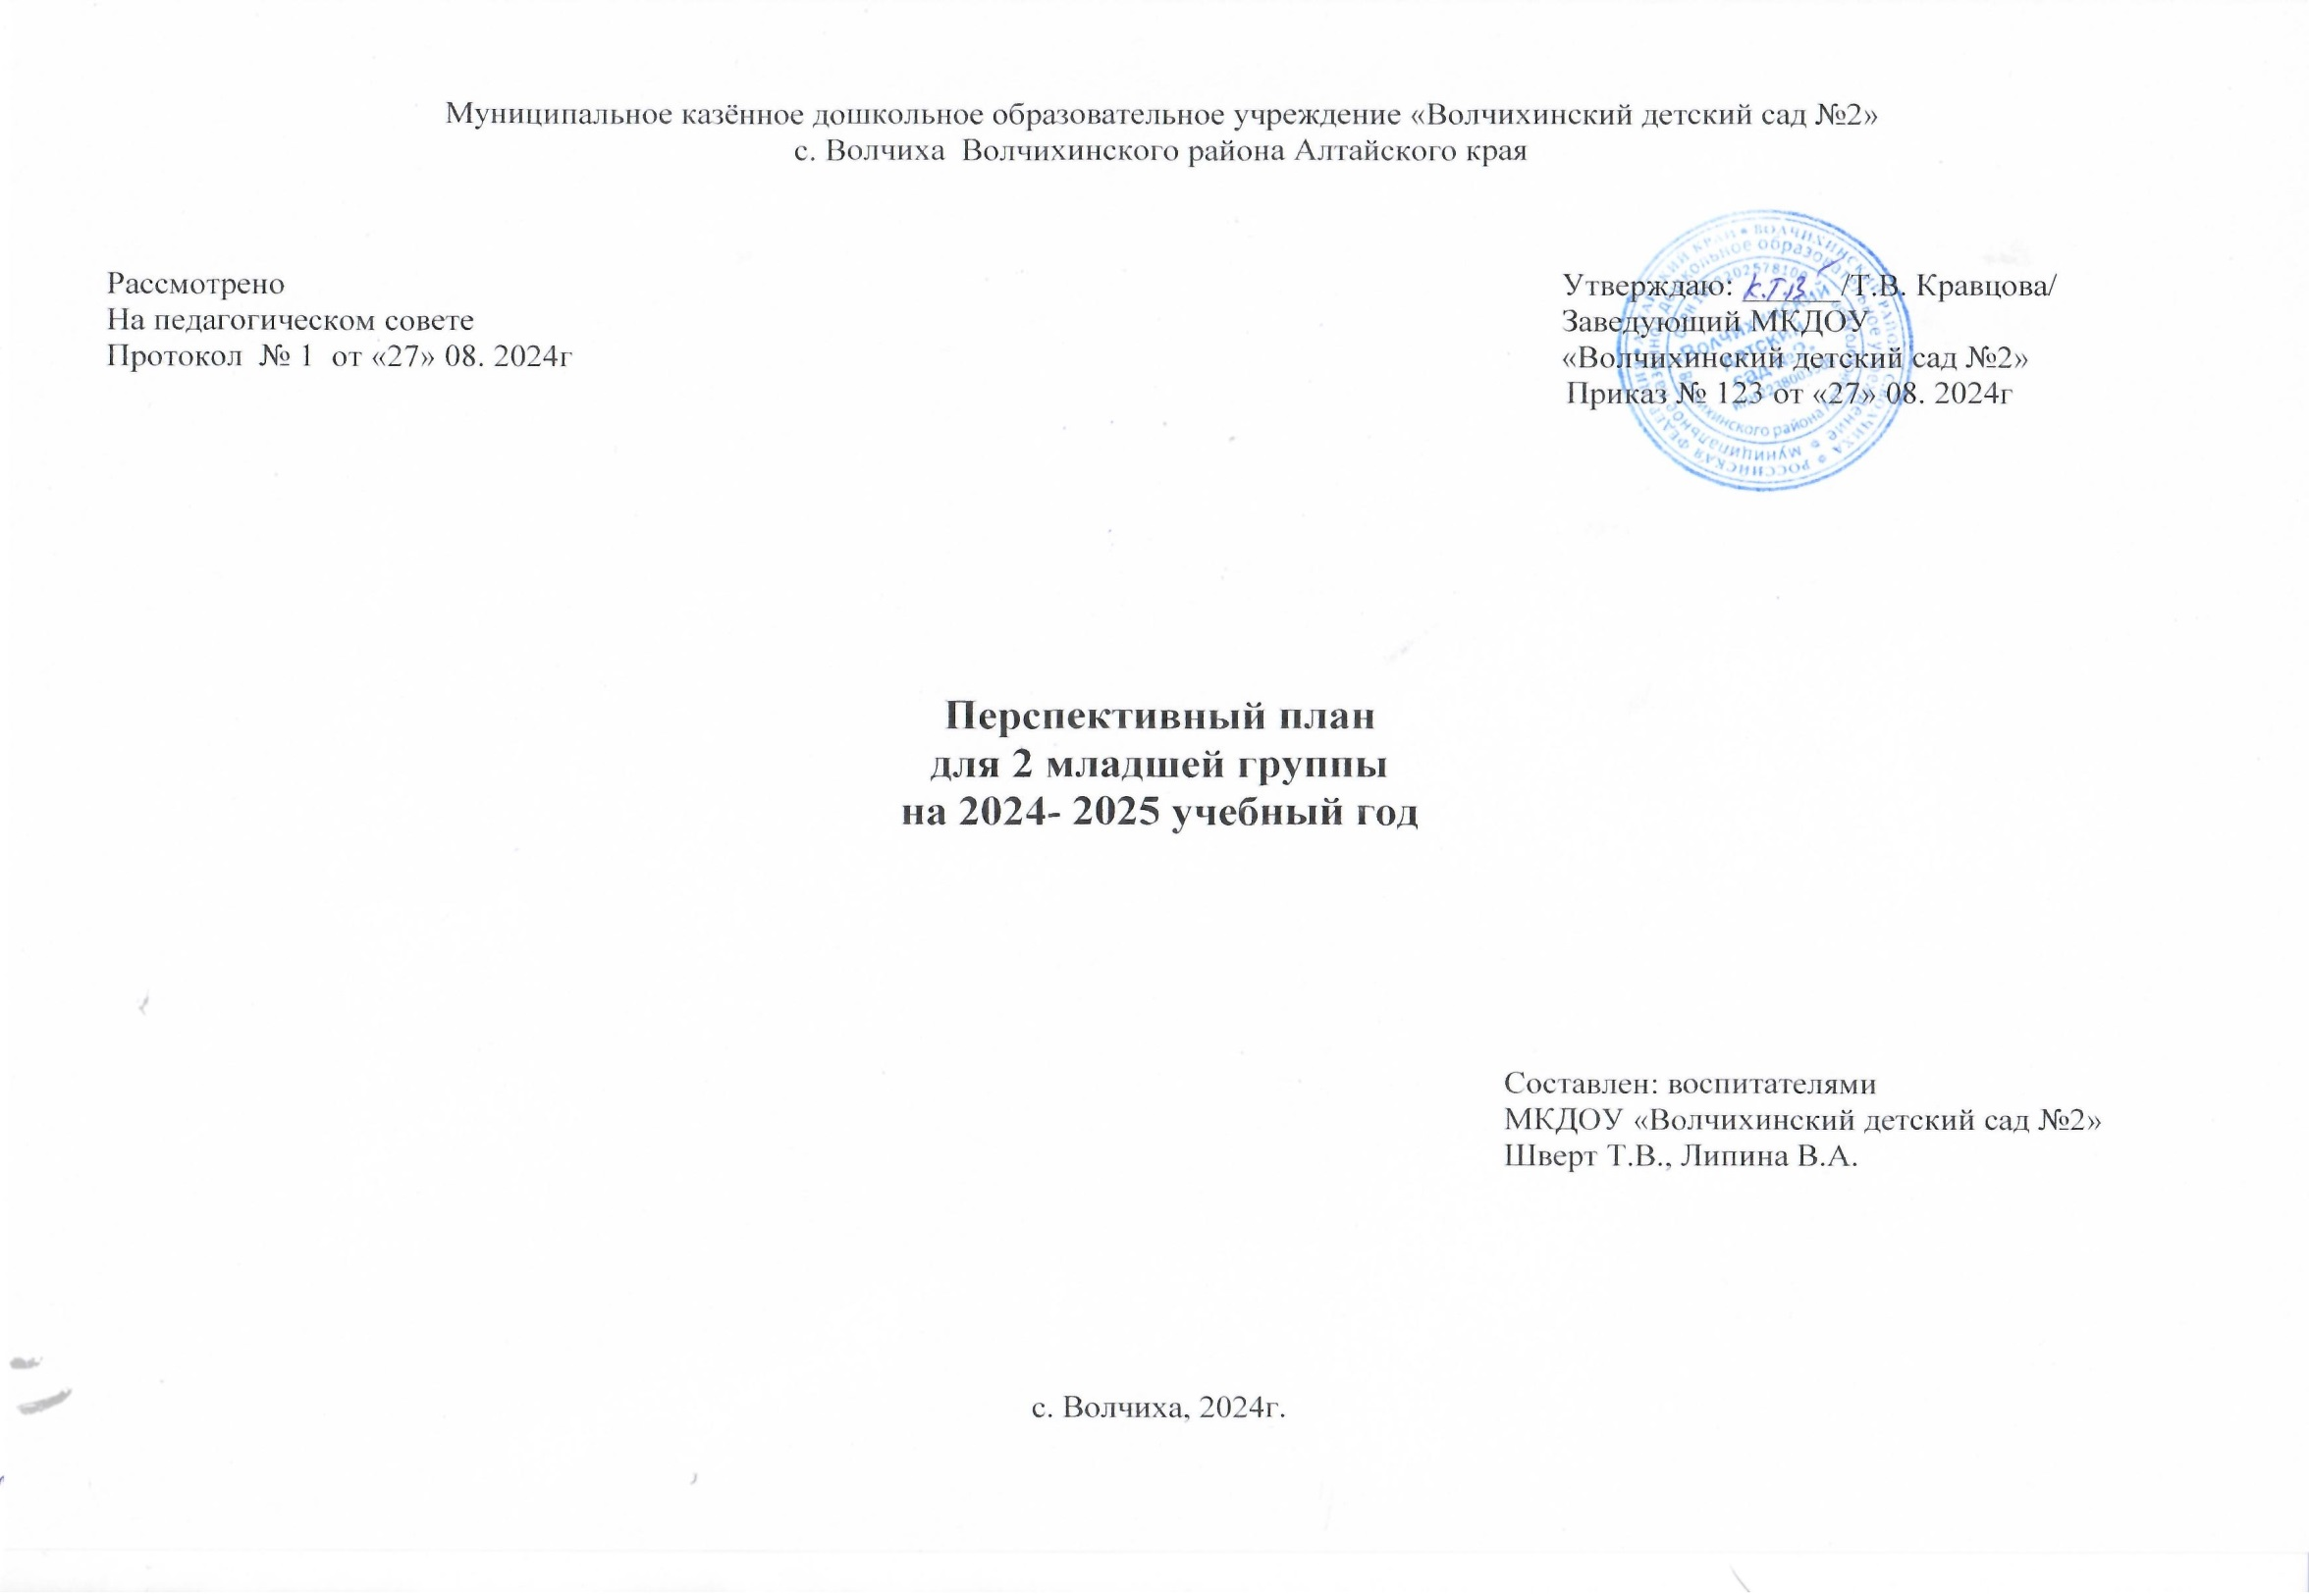 Муниципальное казённое дошкольное образовательное учреждение «Волчихинский детский сад №2»
с. Волчиха Волчихинского района Алтайского края
Рассмотрено
На педагогическом совете
Протокол № 1 от «27» 08. 2024г
Утверждаю: К.Т.В /Т.В. Кравцова/
Заведующий МКДОУ
«Волчихинский детский сад №2»
Приказ № 123 от «27» 08. 2024г
Перспективный план
для 2 младшей группы
на 2024- 2025 учебный год
Составлен: воспитателями
МКДОУ «Волчихинский детский сад №2»
Шверт Т.В., Липина В.А.
с. Волчиха, 2024г.